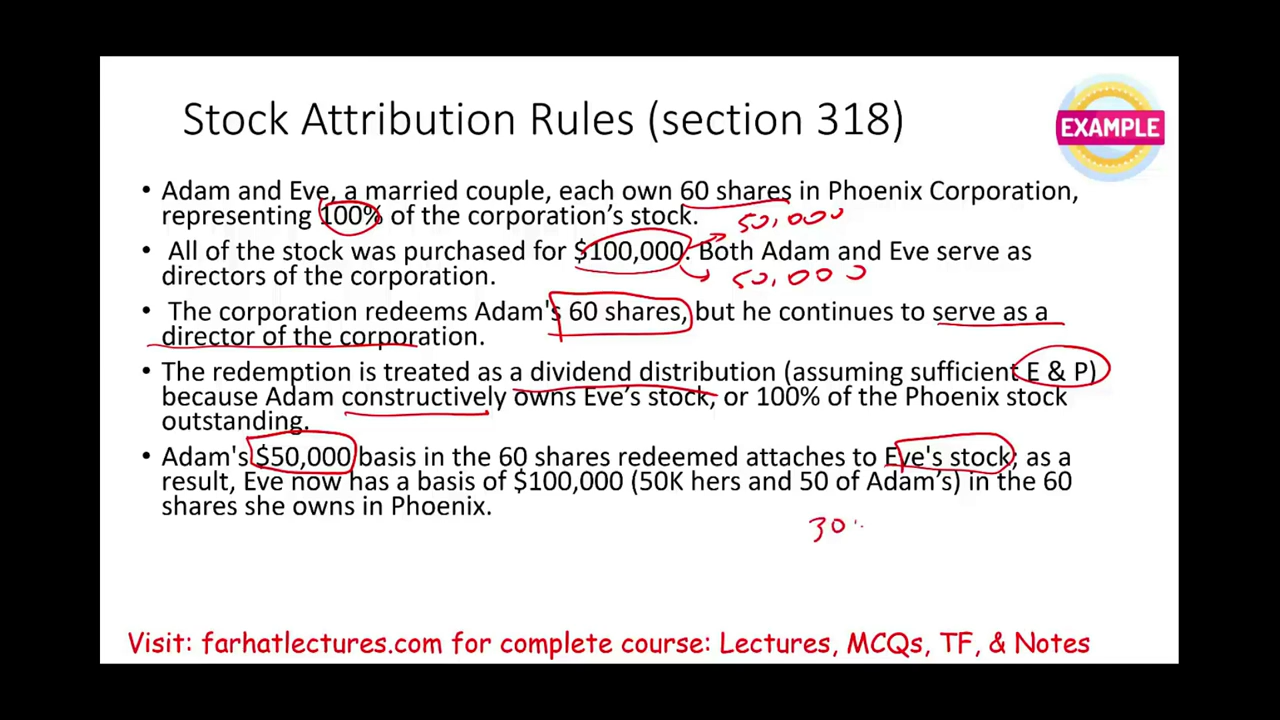 Stock Attribution Rules (section 318)
EXAMPLE
• Adam and Eve, a married couple, each own 60 shares in Phoenix Corporation,
representing 100% of the corporation's stock.
50,000
• All of the stock was purchased for $100,000. Both Adam and Eve serve as
directors of the corporation.
50,000
• The corporation redeems Adam's 60 shares, but he continues to serve as a
director of the corporation.
• The redemption is treated as a dividend distribution (assuming sufficient E & P)
because Adam constructively owns Eve's stock, or 100% of the Phoenix stock
outstanding.
• Adam's $50,000 basis in the 60 shares redeemed attaches to Eve's stock; as a
result, Eve now has a basis of $100,000 (50K hers and 50 of Adam's) in the 60
shares she owns in Phoenix.
30
Visit: farhatlectures.com for complete course: Lectures, MCQs, TF, & Notes